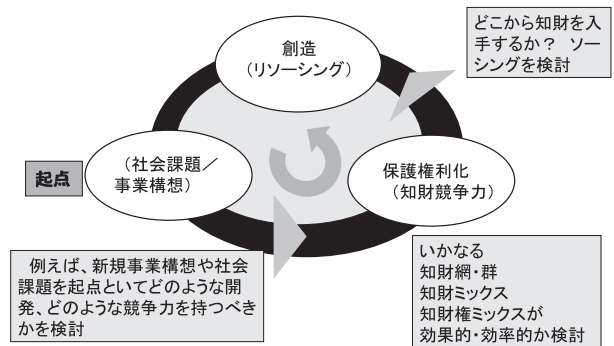 創造
(リソーシング)
どこから知財を入
手するか？ ソー
シングを検討
起点
(社会課題／
事業構想)
保護権利化
(知財競争力)
例えば、新規事業構想や社会
課題を起点といてどのような開
発、どのような競争力を持つべき
かを検討
いかなる
知財網・群
知財ミックス
知財権ミックスが
効果的・効率的か検討